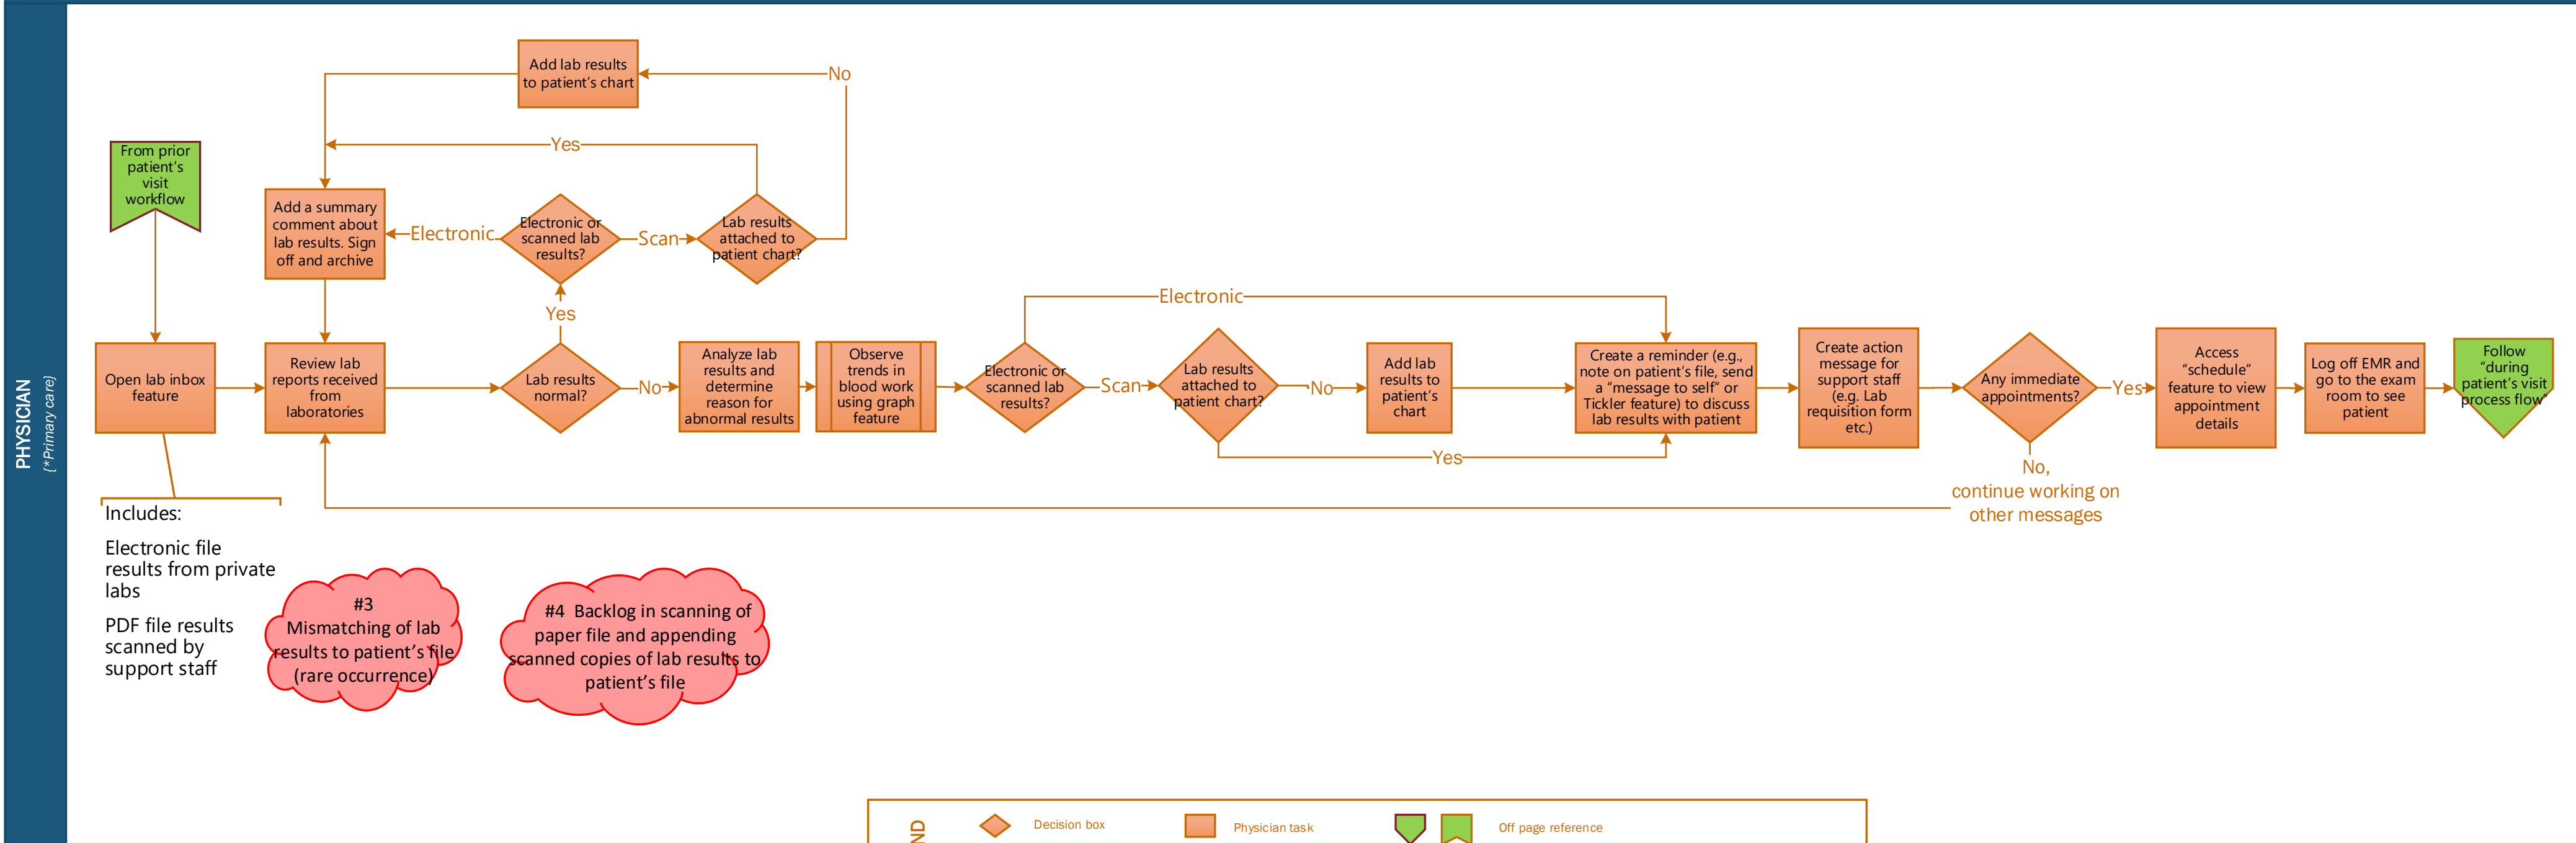 PHYSICIAN
{*Primary care}
Add lab results
to patient's chart
No
Yes
From prior
patient's
visit
workflow
Add a summary
comment about
lab results. Sign
off and archive
Electronic
Electronic or
scanned lab
results?
Scan
Lab results
attached to
patient chart?
Yes
Open lab inbox
feature
Review lab
reports received
from
laboratories
Lab results
normal?
No
Analyze lab
results and
determine
reason for
abnormal results
Observe
trends in
blood work
using graph
feature
Electronic or
scanned lab
results?
Electronic
Scan
Lab results
attached to
patient chart?
No
Yes
Add lab
results to
patient's
chart
Create a reminder (e.g.,
note on patient's file, send
a "message to self" or
Tickler feature) to discuss
lab results with patient
Create action
message for
support staff
(e.g. Lab
requisition form
etc.)
Any immediate
appointments?
Yes
No,
continue working on
other messages
Access
"schedule"
feature to view
appointment
details
Log off EMR and
go to the exam
room to see
patient
Follow
"during
patient's visit
process flow"
Includes:
Electronic file
results from private
labs
PDF file results
scanned by
support staff
#3
Mismatching of lab
results to patient's file
(rare occurrence)
#4 Backlog in scanning of
paper file and appending
scanned copies of lab results to
patient's file
ND
Decision box
Physician task
Off page reference